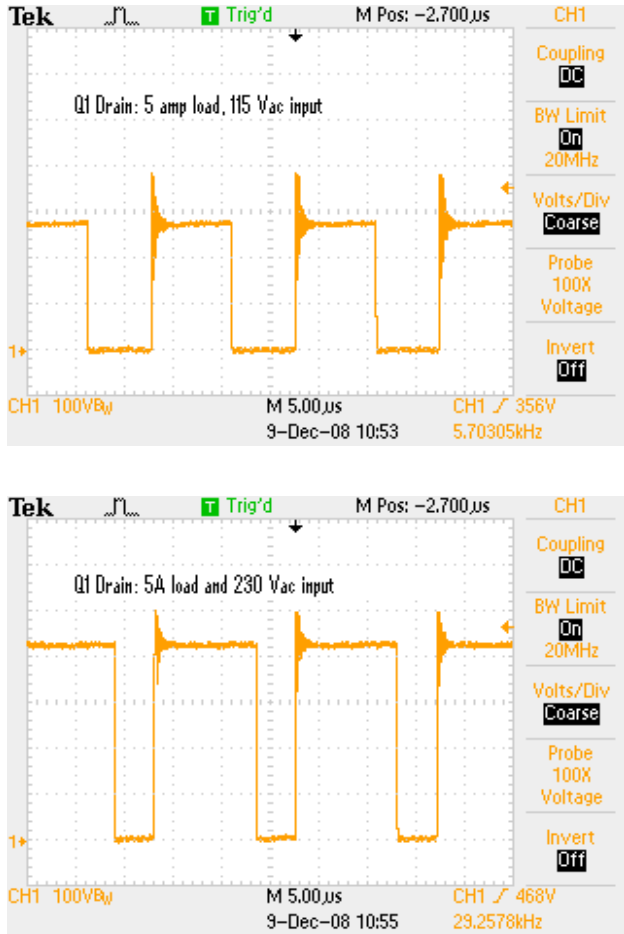 Tek T Trig'd M Pos: -2.700µs CH1
Coupling
DC
Q1 Drain: 5 amp load, 115 Vac input
BW Limit
On
20MHz
Volts/Div
Coarse
Probe
100X
Voltage
1
Invert
Off
CH1 100VBW M 5.00µs CH1 / 356V
9-Dec-08 10:53 5.70305kHz
Tek T Trig'd M Pos: -2.700µs CH1
Coupling
DC
Q1 Drain: 5A load and 230 Vac input
BW Limit
On
20MHz
Volts/Div
Coarse
Probe
100X
Voltage
1
Invert
Off
CH1 100VBW M 5.00µs CH1 / 468V
9-Dec-08 10:55 29.2578kHz